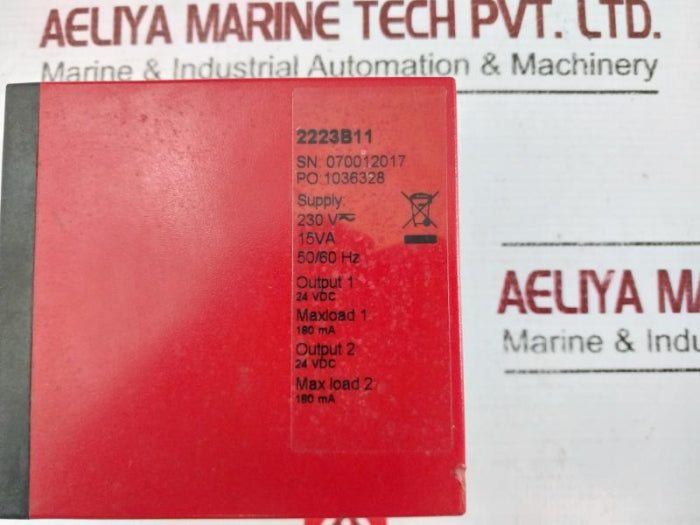 AELIYA MARINE TECH PVT. LTD.
Marine & Industrial Automation & Machinery
2223B11
SN: 070012017
PO:1036328
Supply:
230 V
15VA
50/60 Hz
Output 1
24 VDC
Maxload 1
180 mA
Output 2
24 VDC
Max load 2
180 mA
AELIYA MA
Marine & Indu